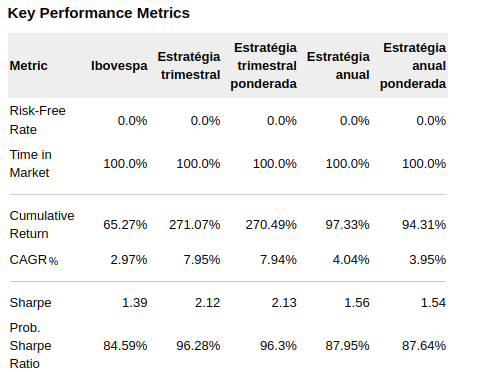 Key Performance Metrics
Metric Ibovespa Estratégia trimestral Estratégia trimestral ponderada Estratégia anual Estratégia anual ponderada
Risk-Free Rate 0.0% 0.0% 0.0% 0.0% 0.0%
Time in Market 100.0% 100.0% 100.0% 100.0% 100.0%
Cumulative Return 65.27% 271.07% 270.49% 97.33% 94.31%
CAGR% 2.97% 7.95% 7.94% 4.04% 3.95%
Sharpe 1.39 2.12 2.13 1.56 1.54
Prob. Sharpe Ratio 84.59% 96.28% 96.3% 87.95% 87.64%